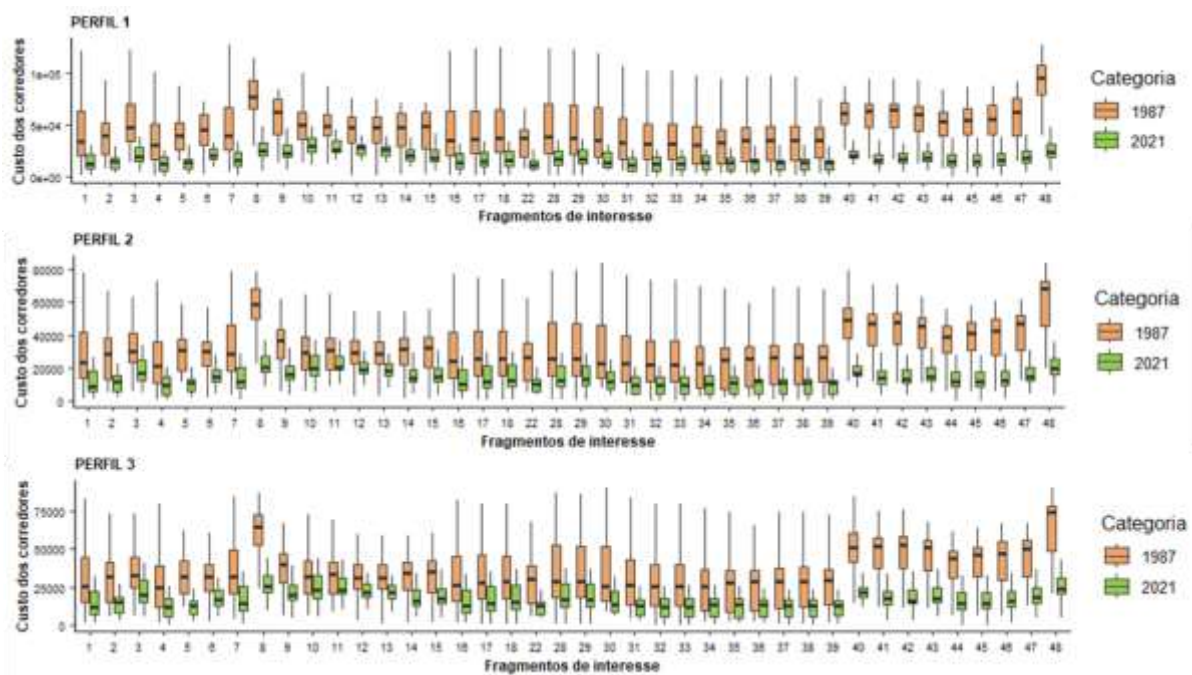 PERFIL 1
Custo dos corredores
1e+05
5e+04
0e+00
1 2 3 4 5 6 7 8 9 10 11 12 13 14 15 16 17 18 22 28 29 30 31 32 33 34 35 36 37 38 39 40 41 42 43 44 45 46 47 48
Fragmentos de interesse
Categoria
1987
2021
PERFIL 2
Custo dos corredores
80000
60000
40000
20000
0
1 2 3 4 5 6 7 8 9 10 11 12 13 14 15 16 17 18 22 28 29 30 31 32 33 34 35 36 37 38 39 40 41 42 43 44 45 46 47 48
Fragmentos de interesse
Categoria
1987
2021
PERFIL 3
Custo dos corredores
75000
50000
25000
0
1 2 3 4 5 6 7 8 9 10 11 12 13 14 15 16 17 18 22 28 29 30 31 32 33 34 35 36 37 38 39 40 41 42 43 44 45 46 47 48
Fragmentos de interesse
Categoria
1987
2021